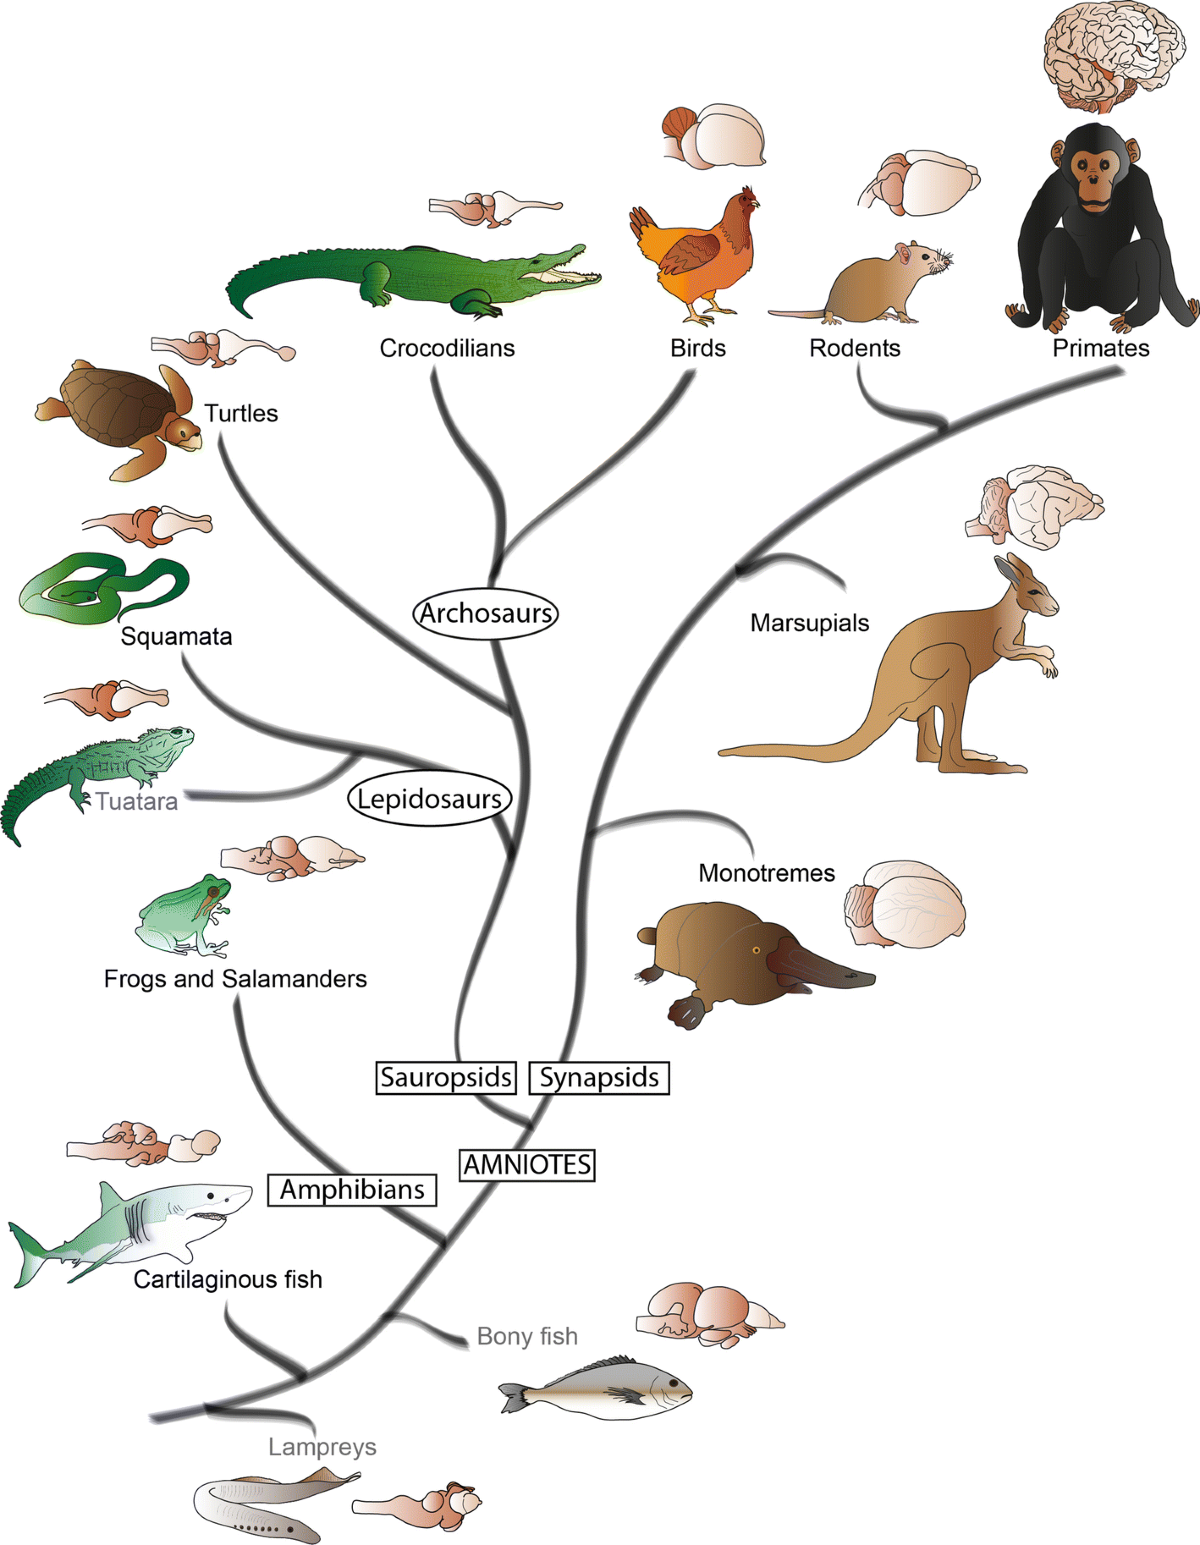 Crocodilians
Birds
Rodents
Primates
Turtles
Archosaurs
Marsupials
Squamata
Tuatara
Lepidosaurs
Monotremes
Frogs and Salamanders
Sauropsids
Synapsids
AMNIOTES
Amphibians
Cartilaginous fish
Bony fish
Lampreys